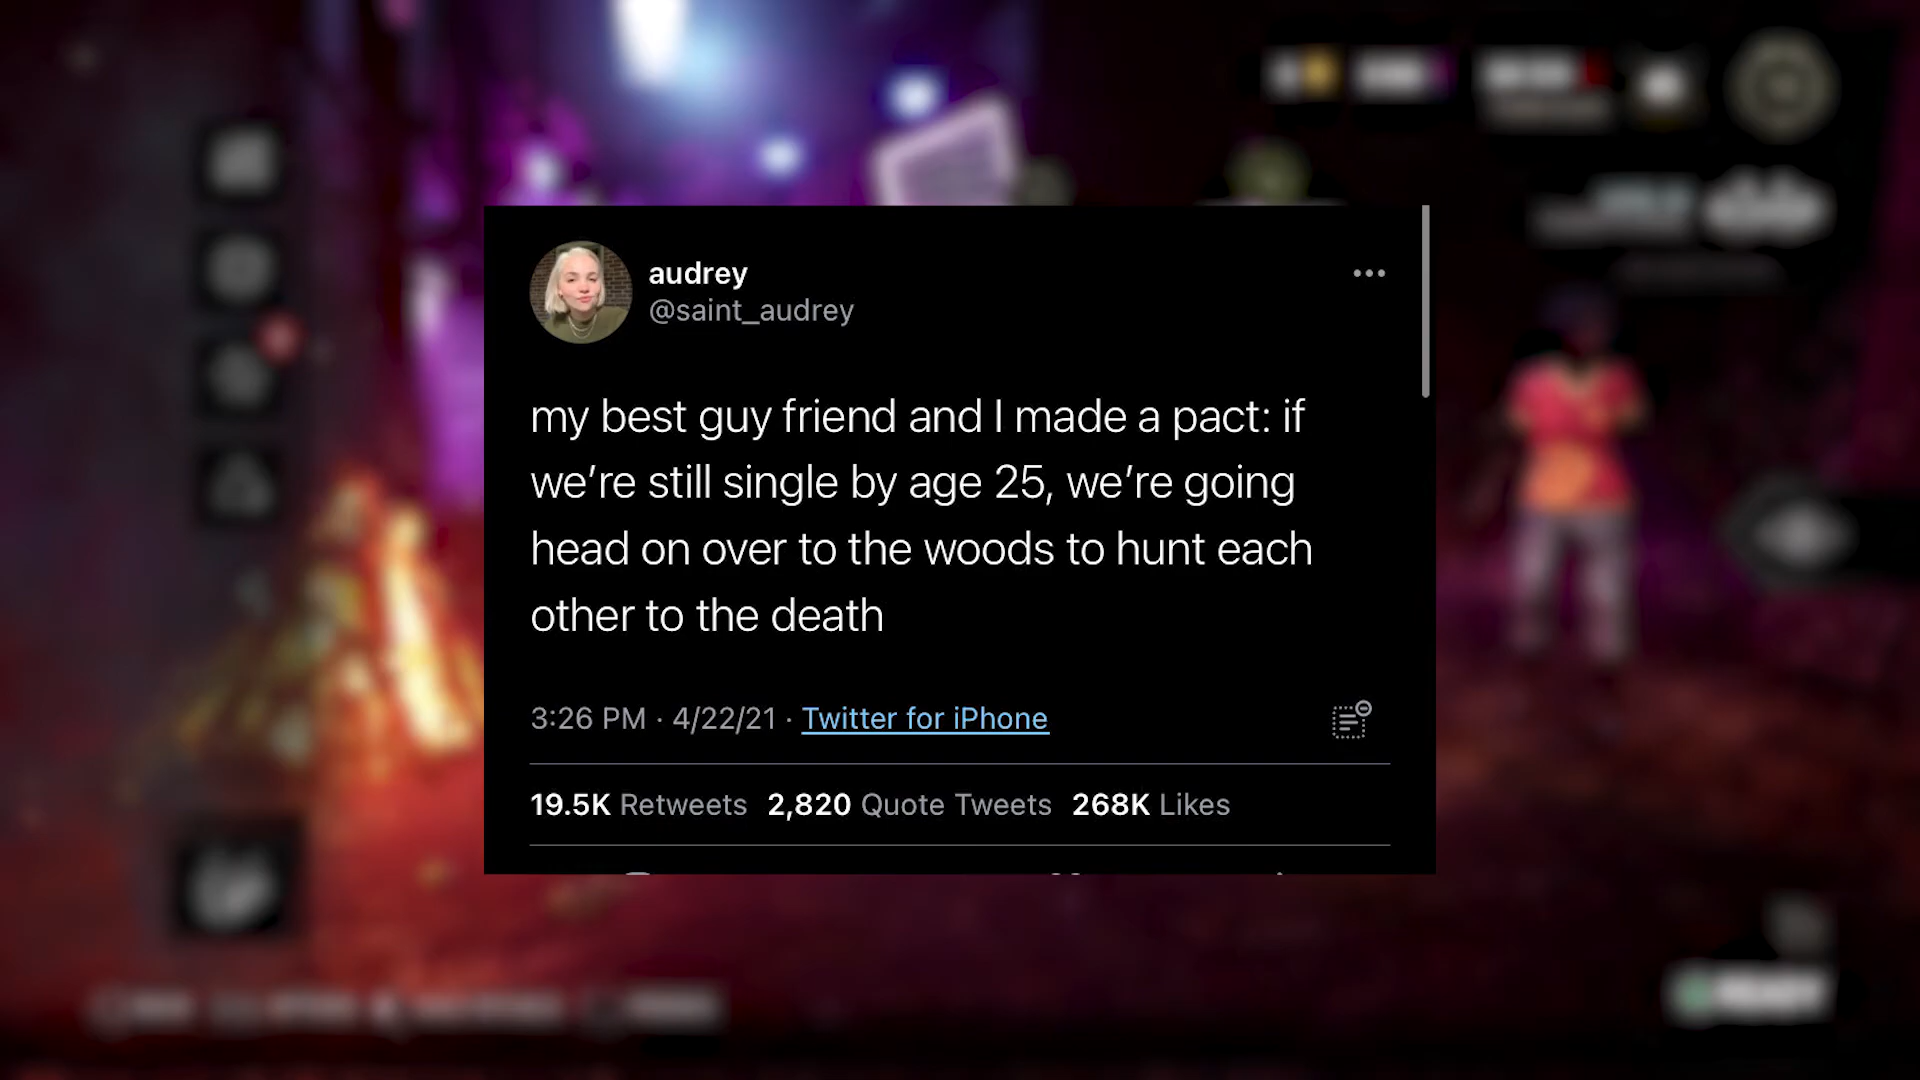 audrey
@saint_audrey
my best guy friend and I made a pact: if
we’re still single by age 25, we’re going
head on over to the woods to hunt each
other to the death
3:26 PM · 4/22/21 · Twitter for iPhone
19.5K Retweets 2,820 Quote Tweets 268K Likes
READY